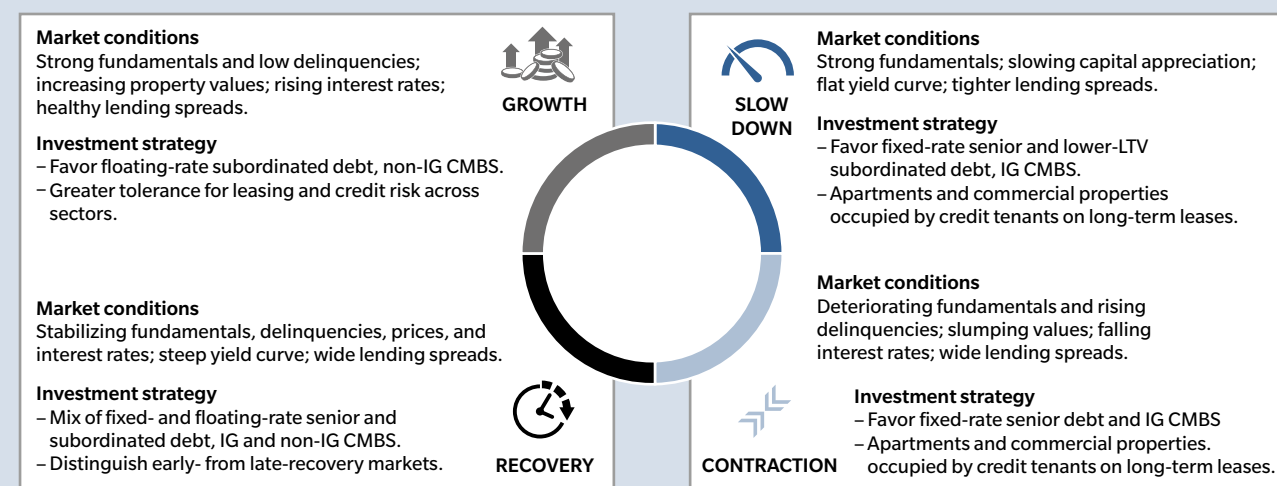 Market conditions
Strong fundamentals and low delinquencies;
increasing property values; rising interest rates;
healthy lending spreads.
GROWTH
Investment strategy
– Favor floating-rate subordinated debt, non-IG CMBS.
– Greater tolerance for leasing and credit risk across
sectors.
Market conditions
Strong fundamentals; slowing capital appreciation;
flat yield curve; tighter lending spreads.
SLOW
DOWN
Investment strategy
– Favor fixed-rate senior and lower-LTV
subordinated debt, IG CMBS.
– Apartments and commercial properties
occupied by credit tenants on long-term leases.
Market conditions
Stabilizing fundamentals, delinquencies, prices, and
interest rates; steep yield curve; wide lending spreads.
Investment strategy
– Mix of fixed- and floating-rate senior and
subordinated debt, IG and non-IG CMBS.
– Distinguish early- from late-recovery markets.
RECOVERY
Market conditions
Deteriorating fundamentals and rising
delinquencies; slumping values; falling
interest rates; wide lending spreads.
Investment strategy
– Favor fixed-rate senior debt and IG CMBS
– Apartments and commercial properties.
occupied by credit tenants on long-term leases.
CONTRACTION